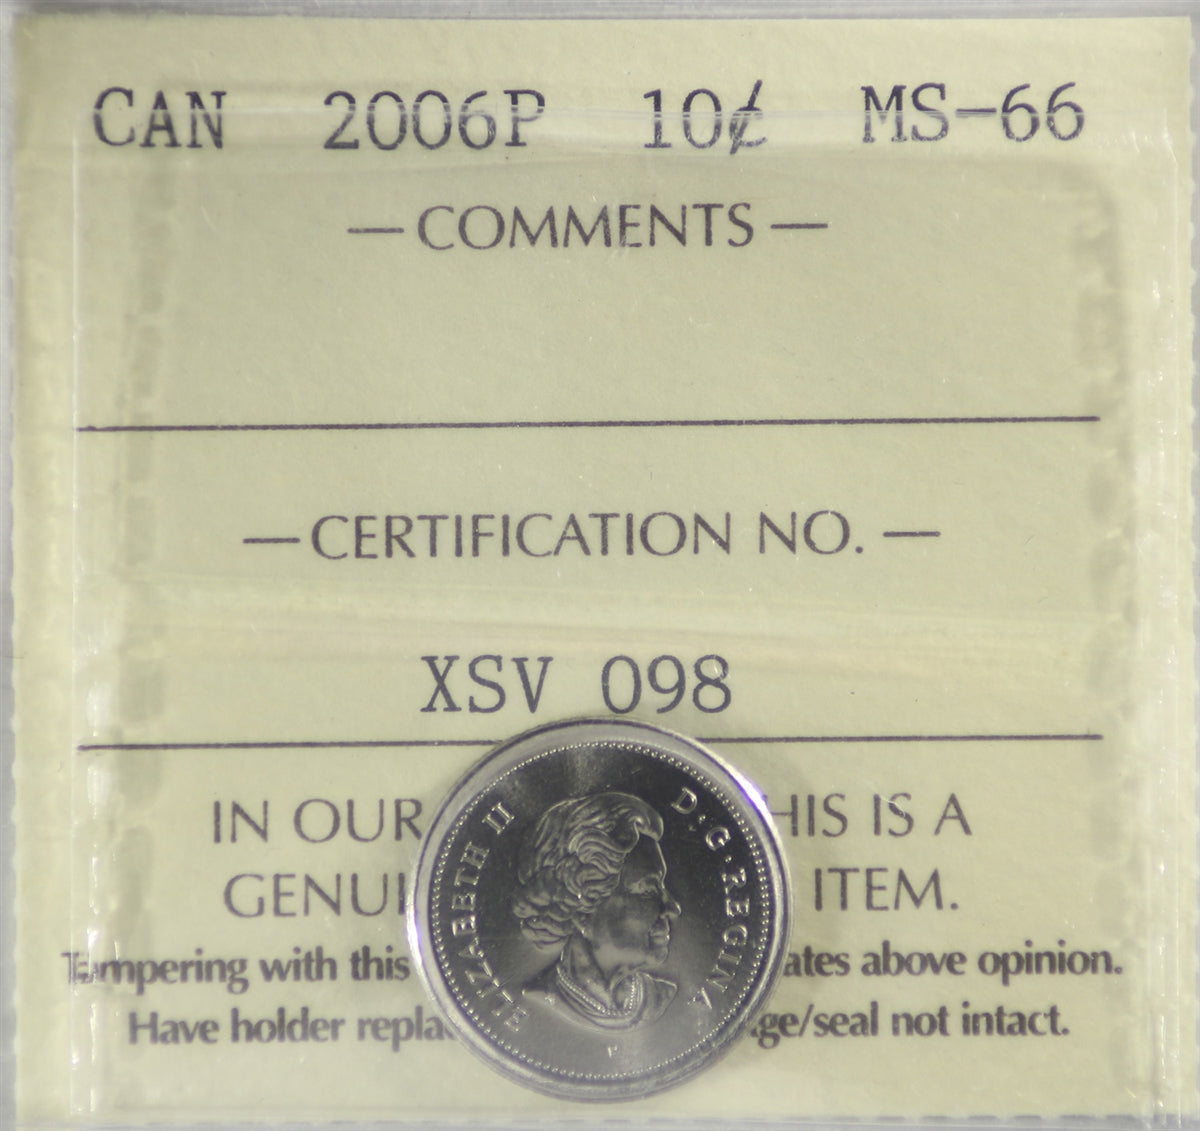 CAN 2006P 10¢ MS-66
— COMMENTS —
— CERTIFICATION NO. —
XSV 098
IN OUR HIS IS A
GENUI ITEM.
Tampering with this ates above opinion.
Have holder repla ge/seal not intact.
ELIZABETH II D·G·REGINA
P